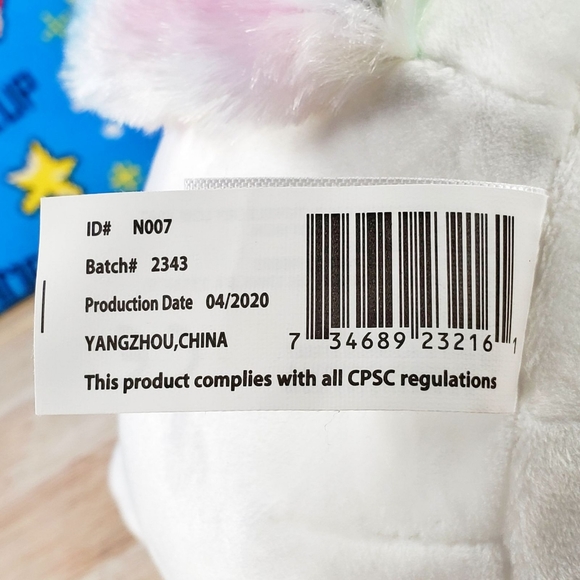 UP
ID# N007
Batch# 2343
Production Date 04/2020
YANGZHOU,CHINA
7 34689 23216 1
This product complies with all CPSC regulations